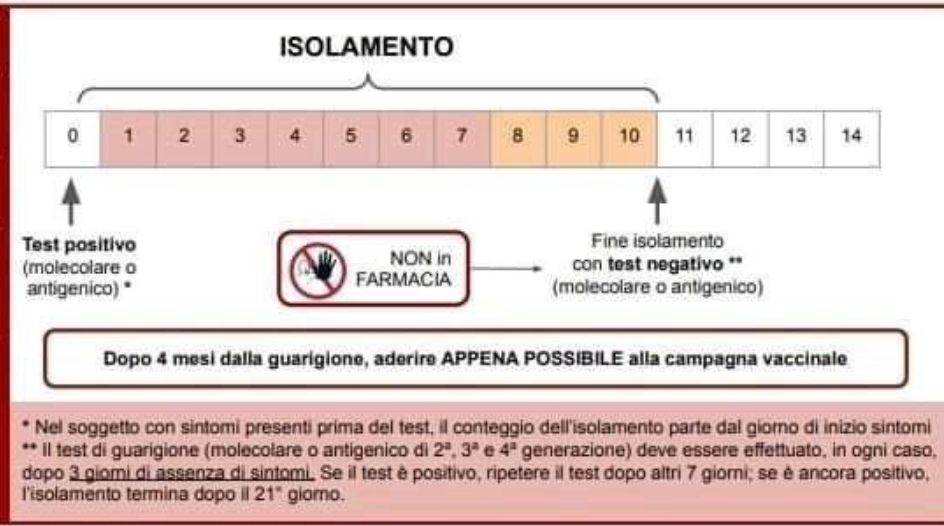 ISOLAMENTO
0 1 2 3 4 5 6 7 8 9 10 11 12 13 14
Test positivo
(molecolare o
antigenico) *
NON in
FARMACIA
Fine isolamento
con test negativo **
(molecolare o antigenico)
Dopo 4 mesi dalla guarigione, aderire APPENA POSSIBILE alla campagna vaccinale
* Nel soggetto con sintomi presenti prima del test, il conteggio dell'isolamento parte dal giorno di inizio sintomi
** Il test di guarigione (molecolare o antigenico di 2ª, 3ª e 4ª generazione) deve essere effettuato, in ogni caso,
dopo 3 giorni di assenza di sintomi. Se il test è positivo, ripetere il test dopo altri 7 giorni; se è ancora positivo,
l'isolamento termina dopo il 21° giorno.